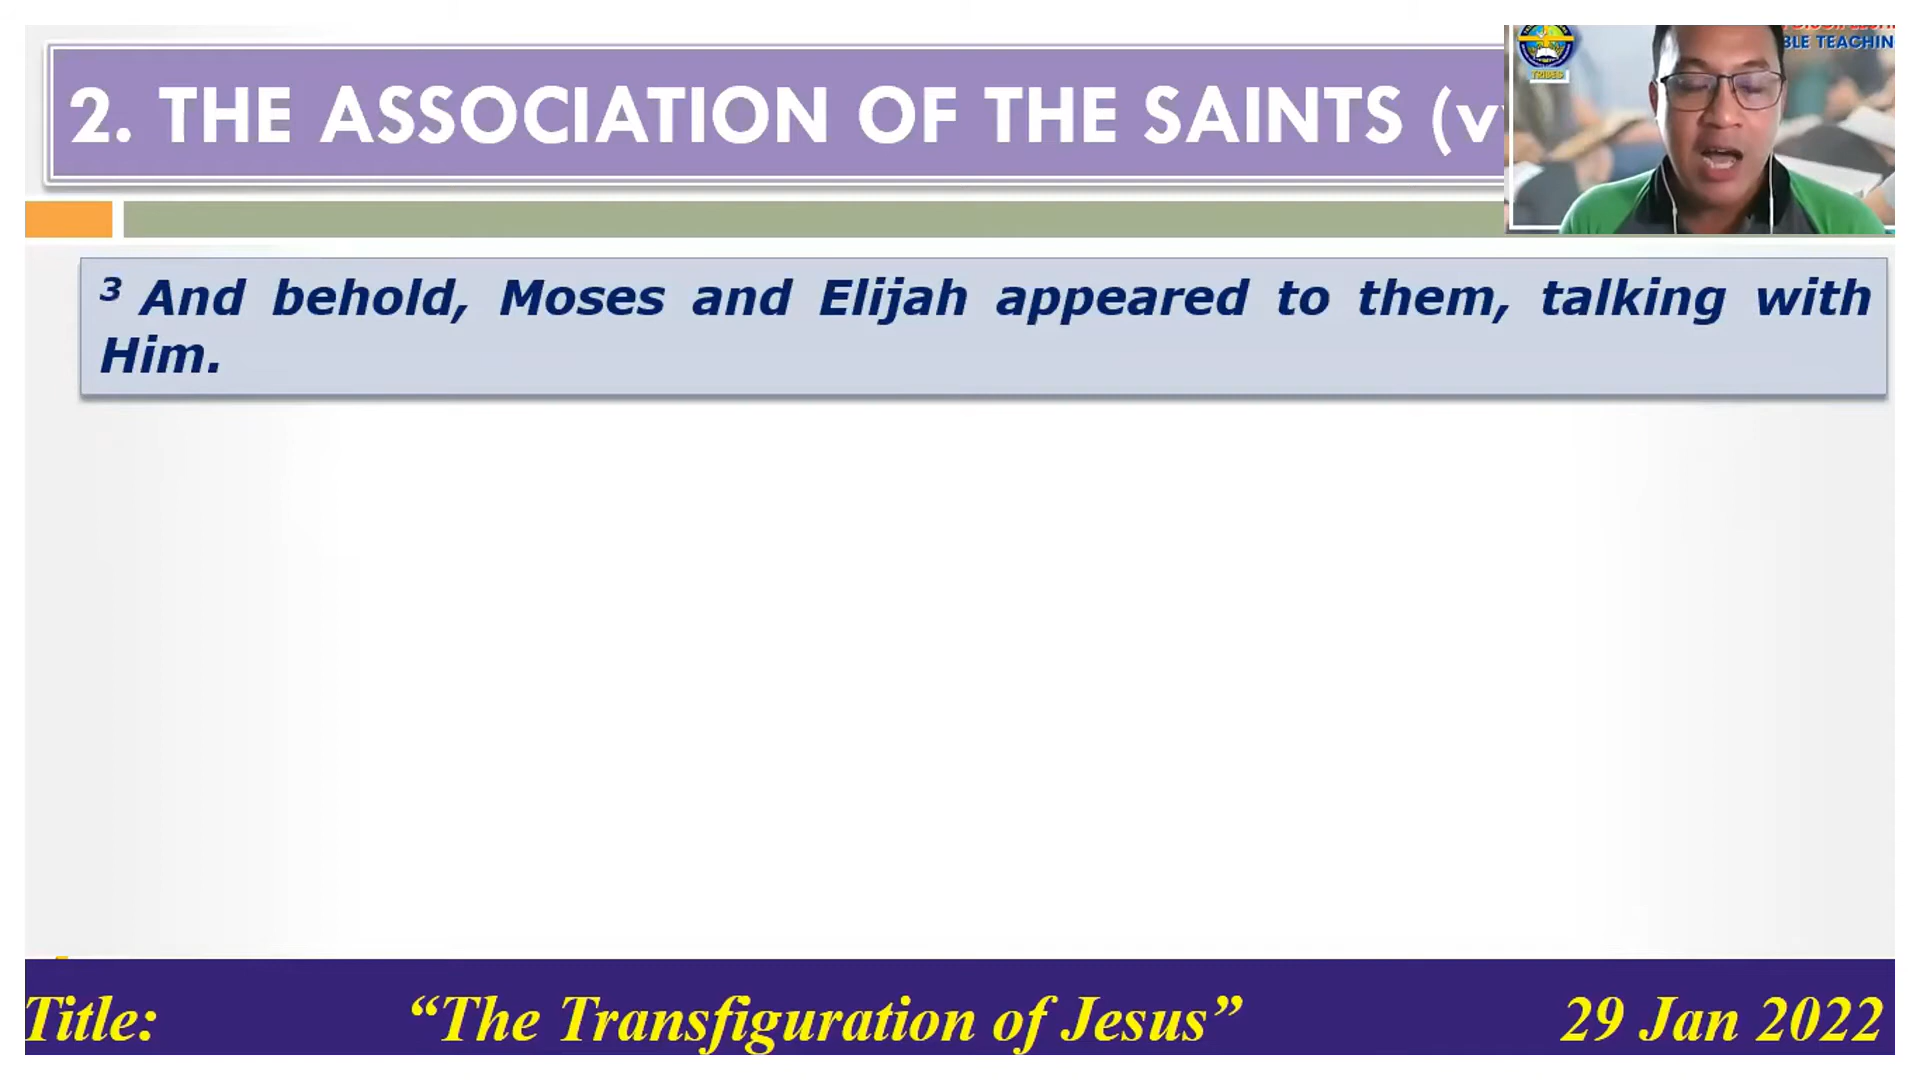 2. THE ASSOCIATION OF THE SAINTS (v
BLE TEACHIN
TRIBES
3 And behold, Moses and Elijah appeared to them, talking with
Him.
Title: “The Transfiguration of Jesus” 29 Jan 2022